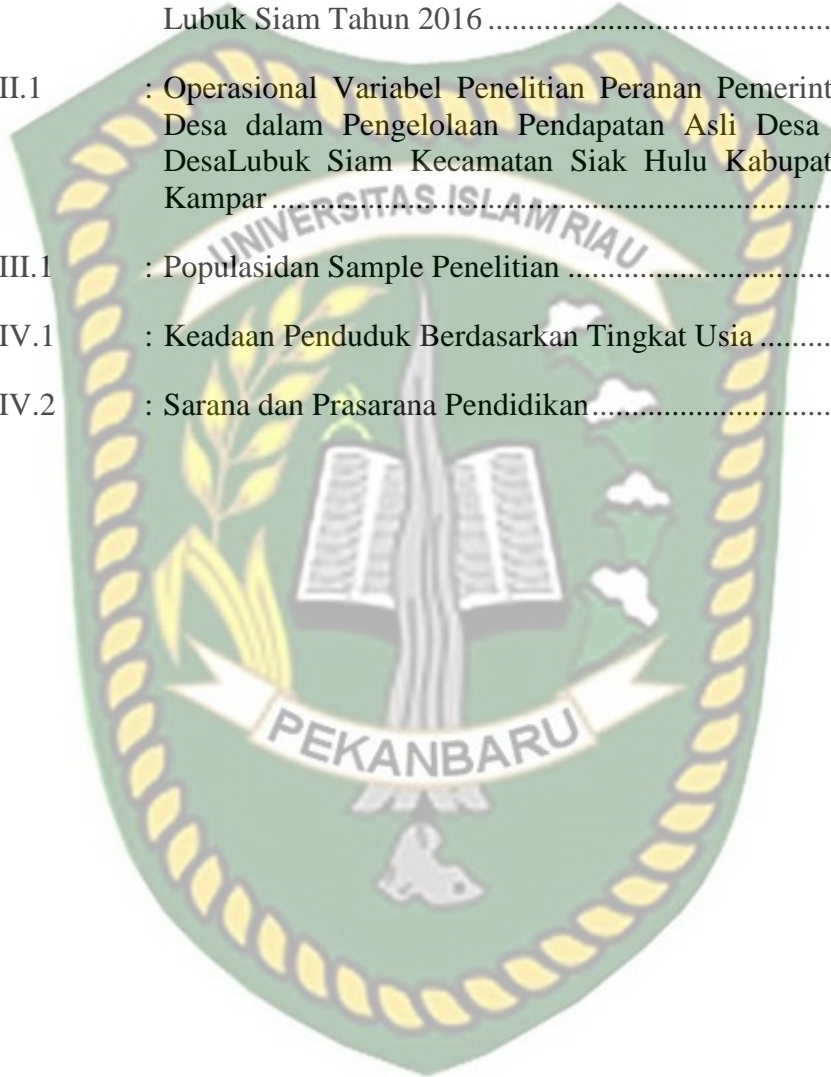 Lubuk Siam Tahun 2016 ....................................
II.1 : Operasional Variabel Penelitian Peranan Pemerint
Desa dalam Pengelolaan Pendapatan Asli Desa
DesaLubuk Siam Kecamatan Siak Hulu Kabupat
Kampar ...........................................................
UNIVERSITAS ISLAM RIAU
III.1 : Populasidan Sample Penelitian ...........................
IV.1 : Keadaan Penduduk Berdasarkan Tingkat Usia .........
IV.2 : Sarana dan Prasarana Pendidikan.........................
PEKANBARU